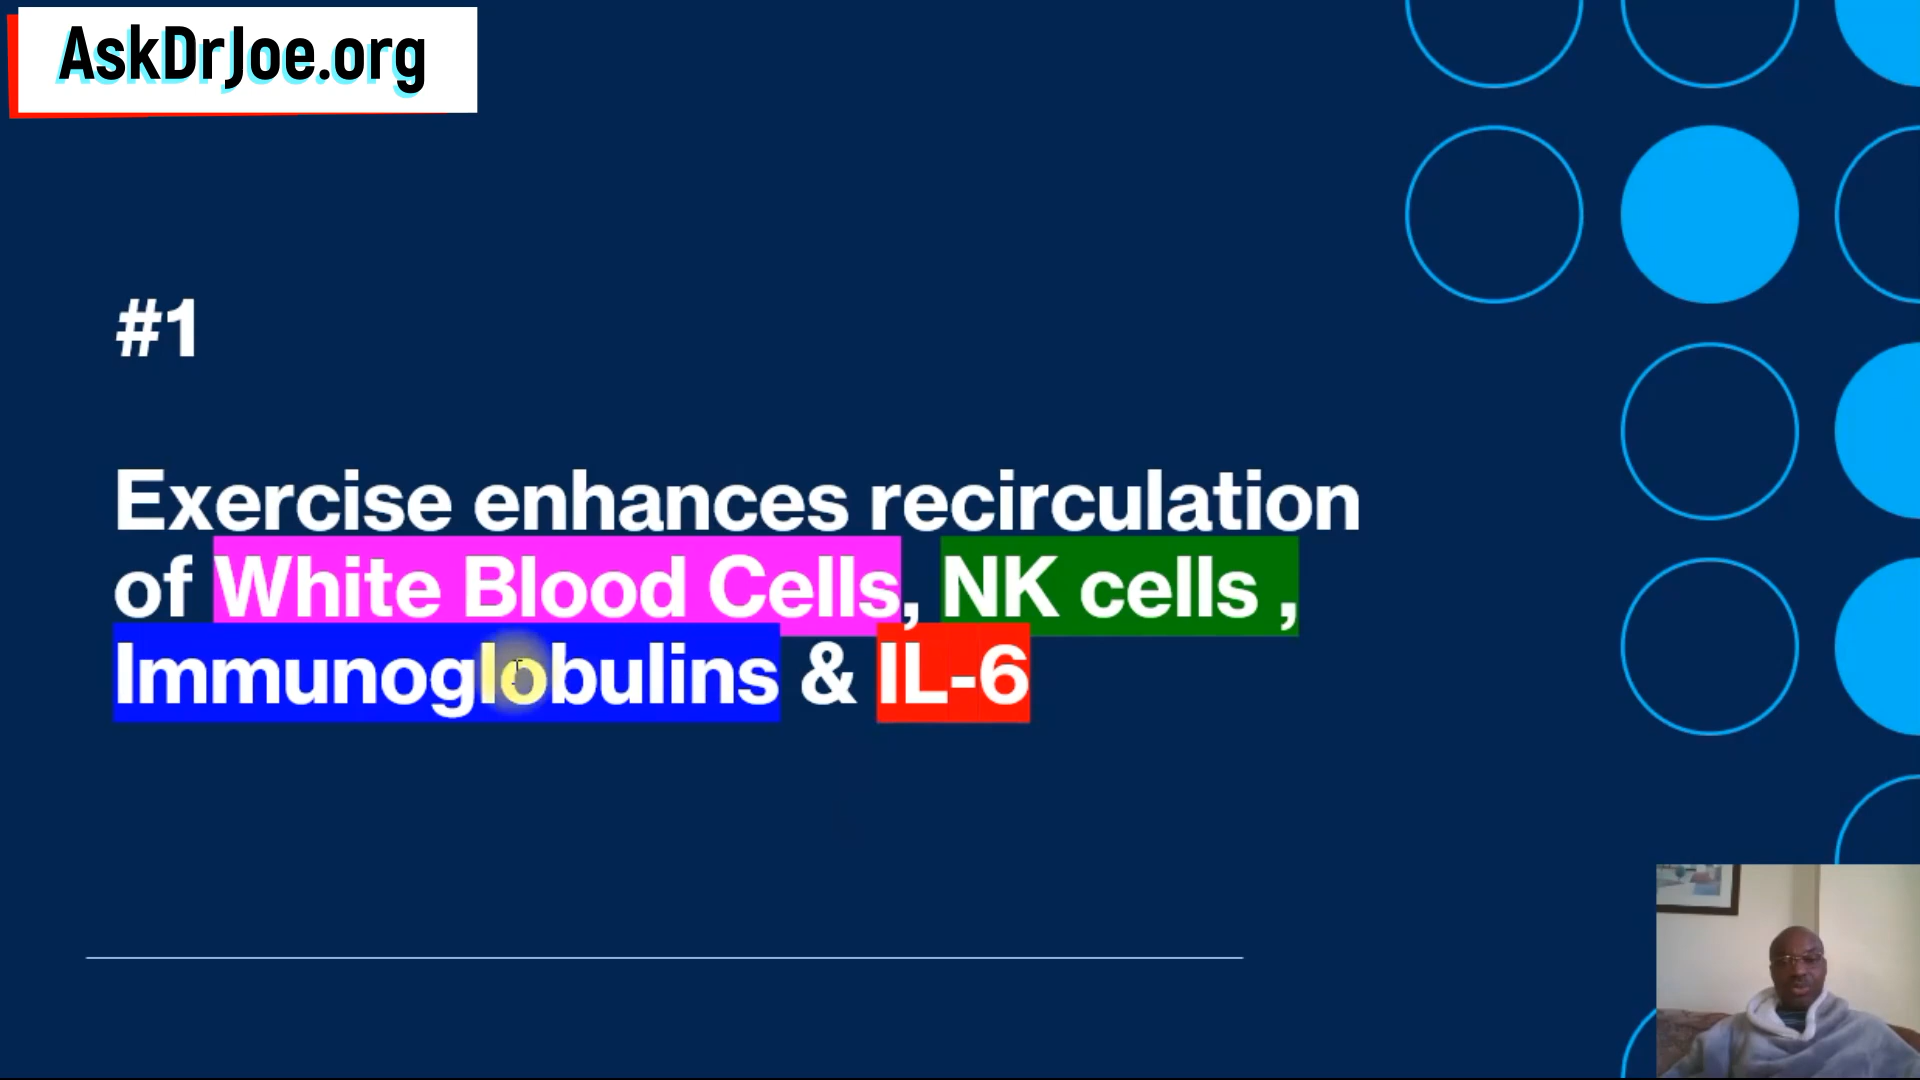 AskDrJoe.org
#1
Exercise enhances recirculation
of White Blood Cells, NK cells ,
Immunoglobulins & IL-6